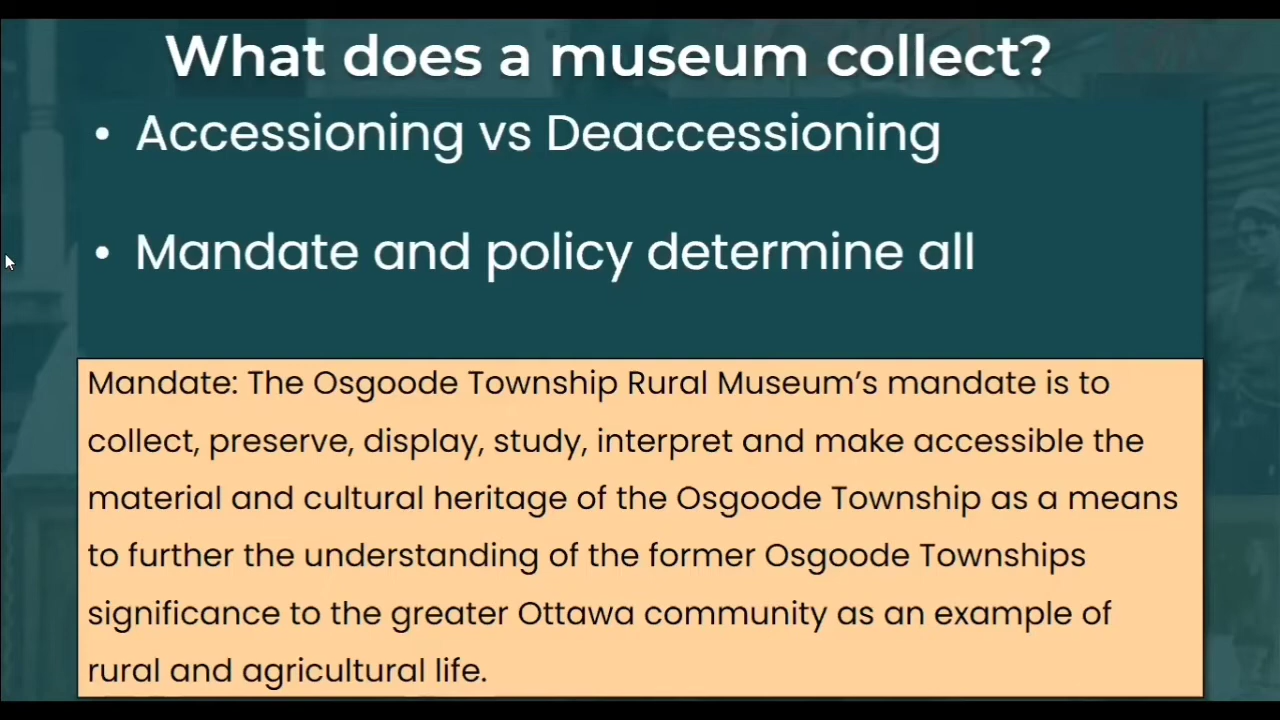 What does a museum collect?
• Accessioning vs Deaccessioning
• Mandate and policy determine all
Mandate: The Osgoode Township Rural Museum’s mandate is to
collect, preserve, display, study, interpret and make accessible the
material and cultural heritage of the Osgoode Township as a means
to further the understanding of the former Osgoode Townships
significance to the greater Ottawa community as an example of
rural and agricultural life.